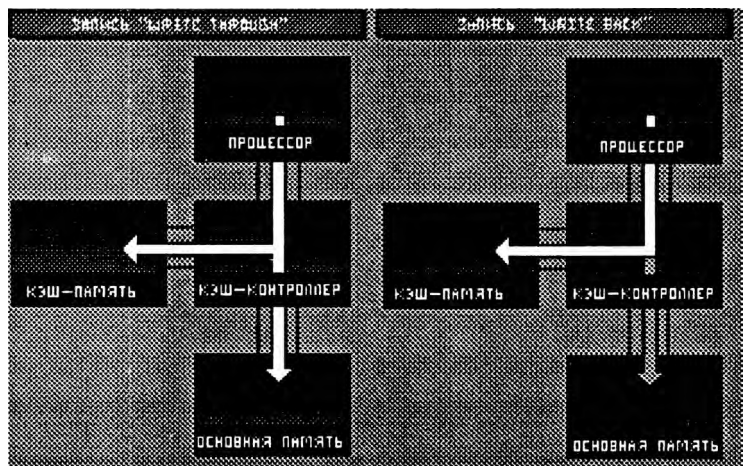 ЗАПИСЬ "WRITE THROUGH"
ПРОЦЕССОР
КЭШ-ПАМЯТЬ
КЭШ-КОНТРОЛЛЕР
ОСНОВНАЯ ПАМЯТЬ
ЗАПИСЬ "WRITE BACK"
ПРОЦЕССОР
КЭШ-ПАМЯТЬ
КЭШ-КОНТРОЛЛЕР
ОСНОВНАЯ ПАМЯТЬ